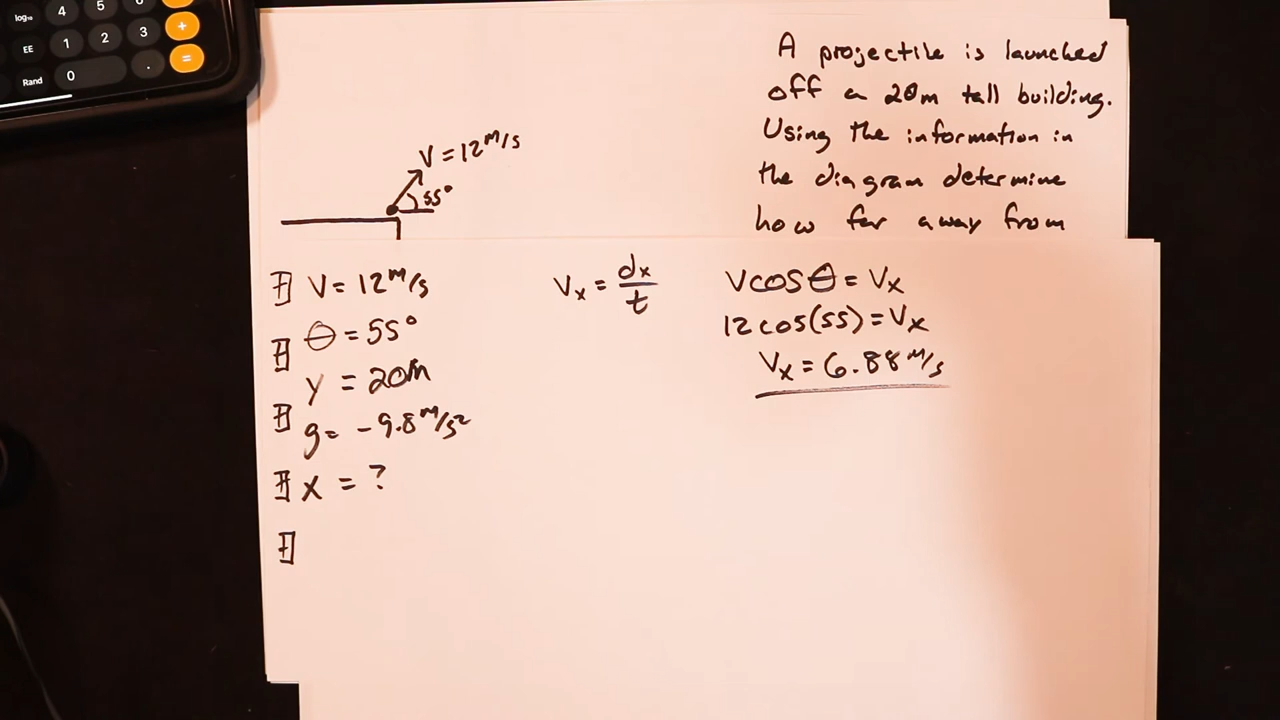 log₁₀ 4 5 6
EE 1 2 3 +
Rand 0 . =
A projectile is launched
off a 20m tall building.
Using the information in
the diagram determine
how far away from
V = 12 m/s
55°
V = 12 m/s
θ = 55°
y = 20m
g = -9.8 m/s²
x = ?
Vx = dx/t
Vcosθ = Vx
12cos(55) = Vx
Vx = 6.88 m/s